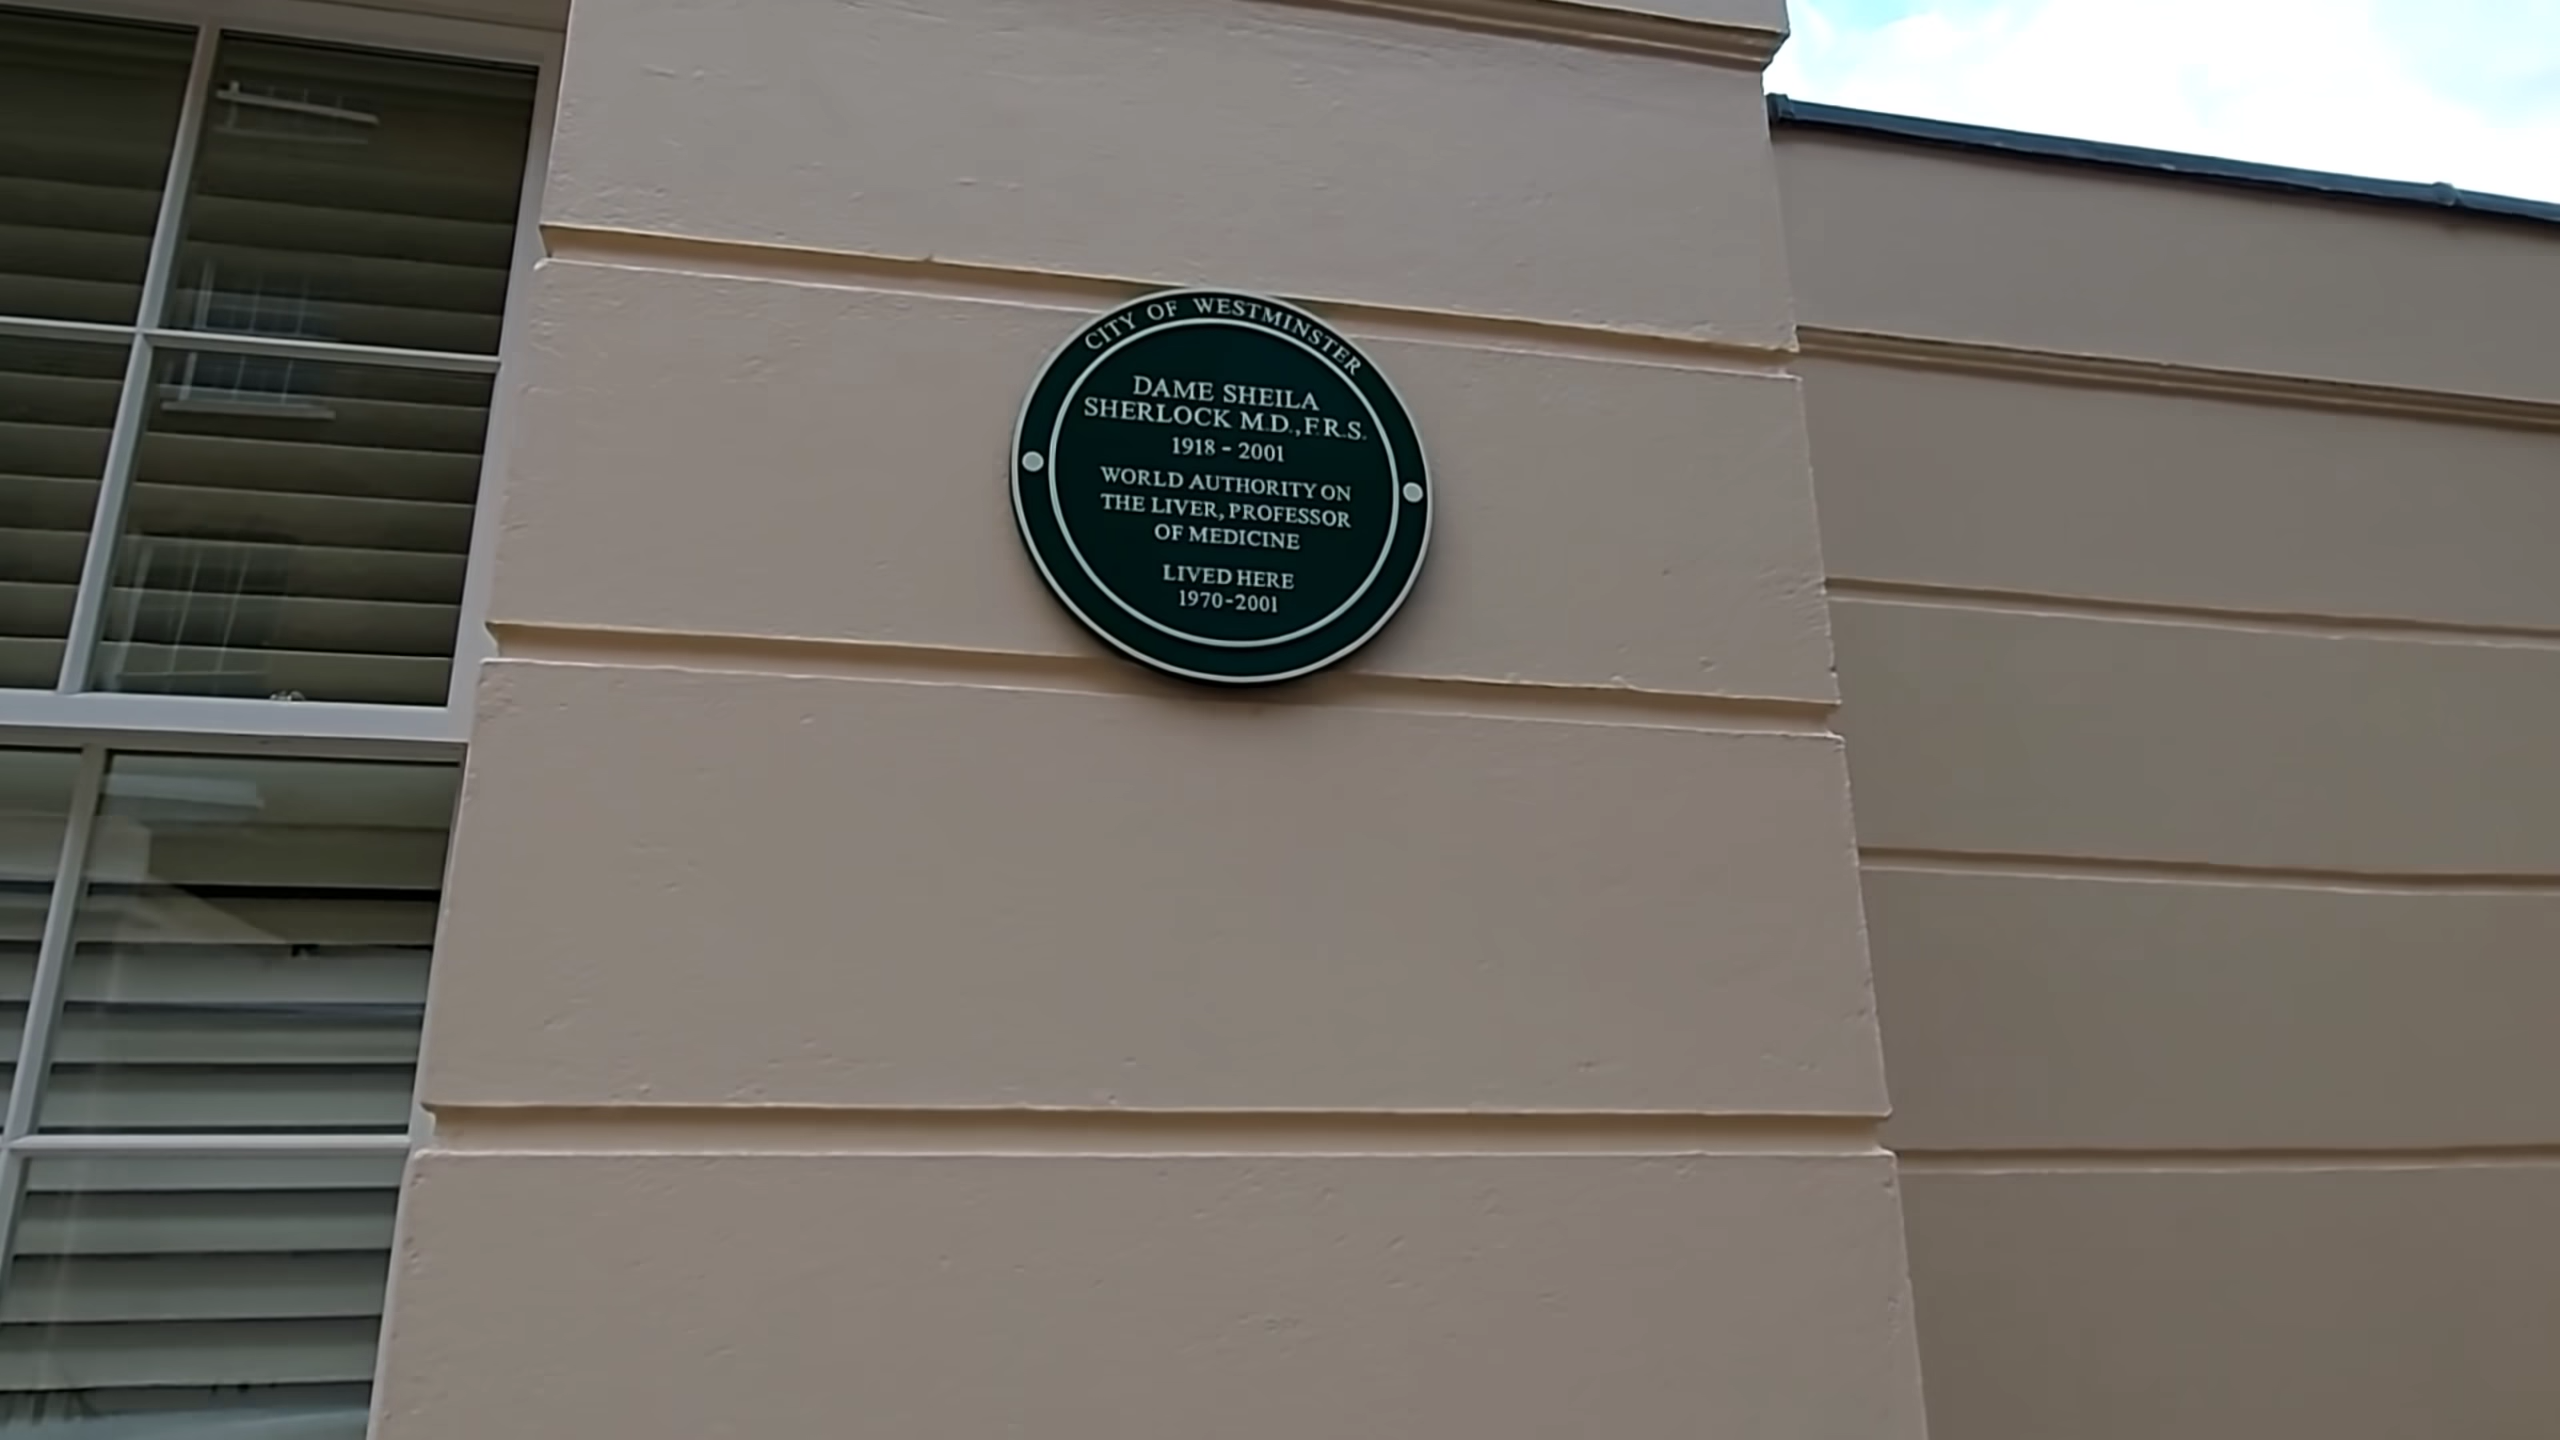 CITY OF WESTMINSTER
DAME SHEILA
SHERLOCK M.D., F.R.S.
1918 - 2001
WORLD AUTHORITY ON
THE LIVER, PROFESSOR
OF MEDICINE
LIVED HERE
1970-2001